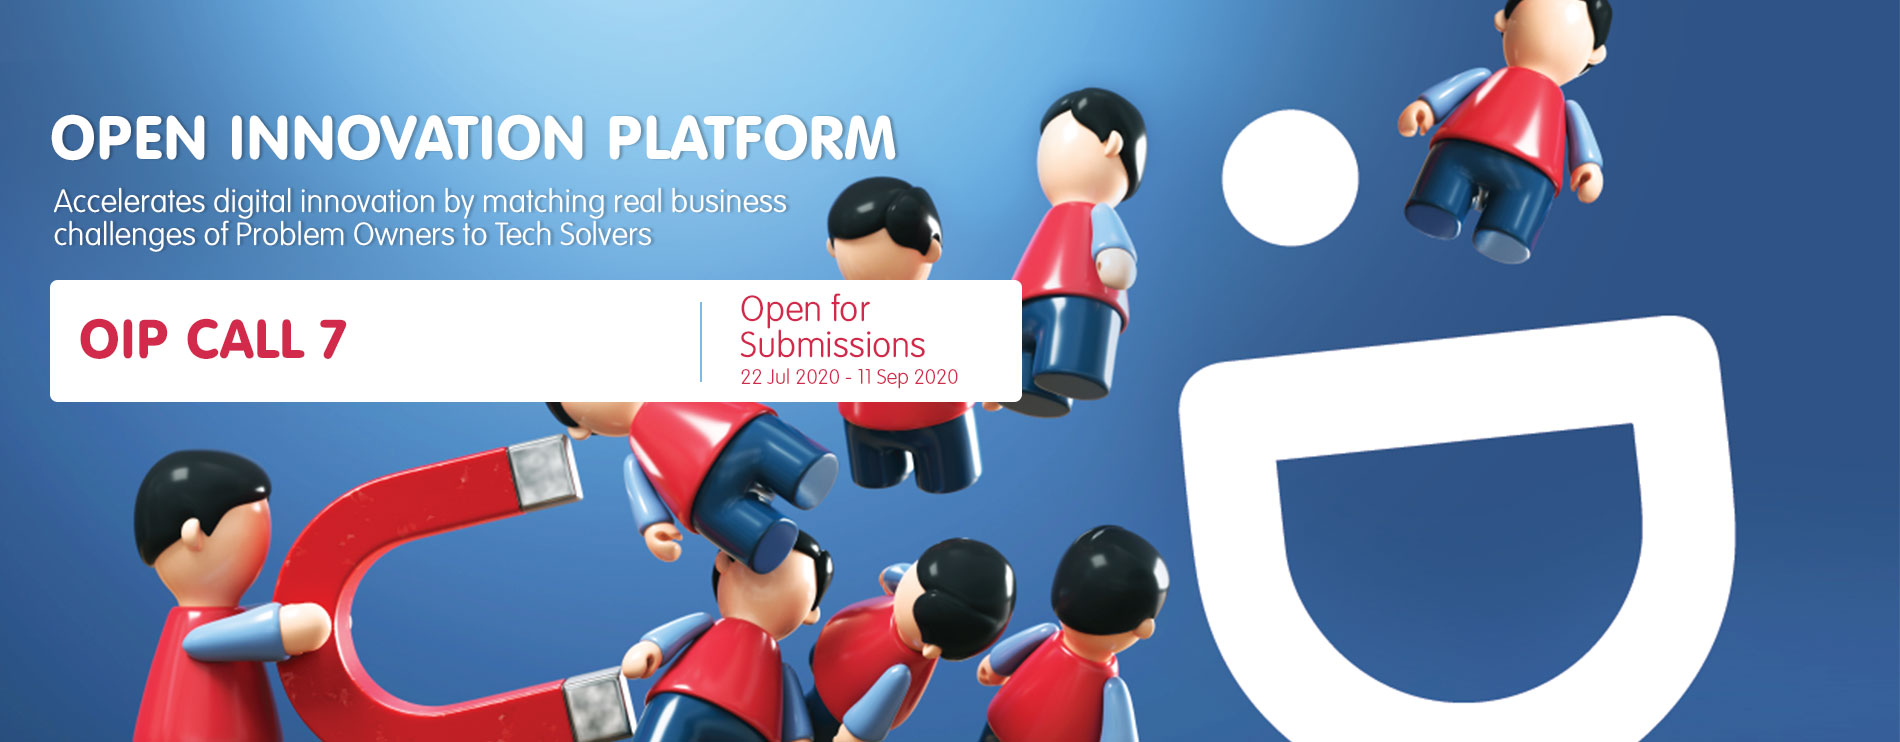 OPEN INNOVATION PLATFORM
Accelerates digital innovation by matching real business
challenges of Problem Owners to Tech Solvers
OIP CALL 7
Open for
Submissions
22 Jul 2020 - 11 Sep 2020